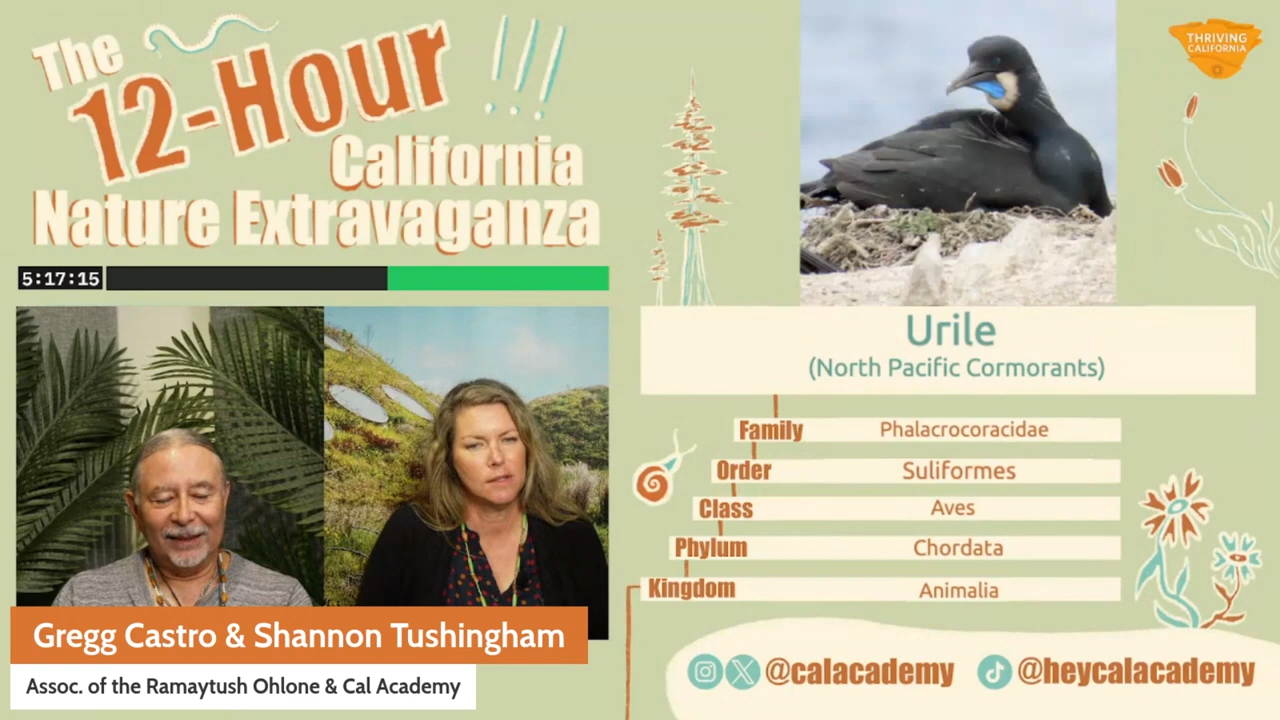 The
12-Hour !!!
California
Nature Extravaganza
5:17:15
Gregg Castro & Shannon Tushingham
Assoc. of the Ramaytush Ohlone & Cal Academy
THRIVING
CALIFORNIA
Urile
(North Pacific Cormorants)
Family Phalacrocoracidae
Order Suliformes
Class Aves
Phylum Chordata
Kingdom Animalia
@calacademy @heycalacademy